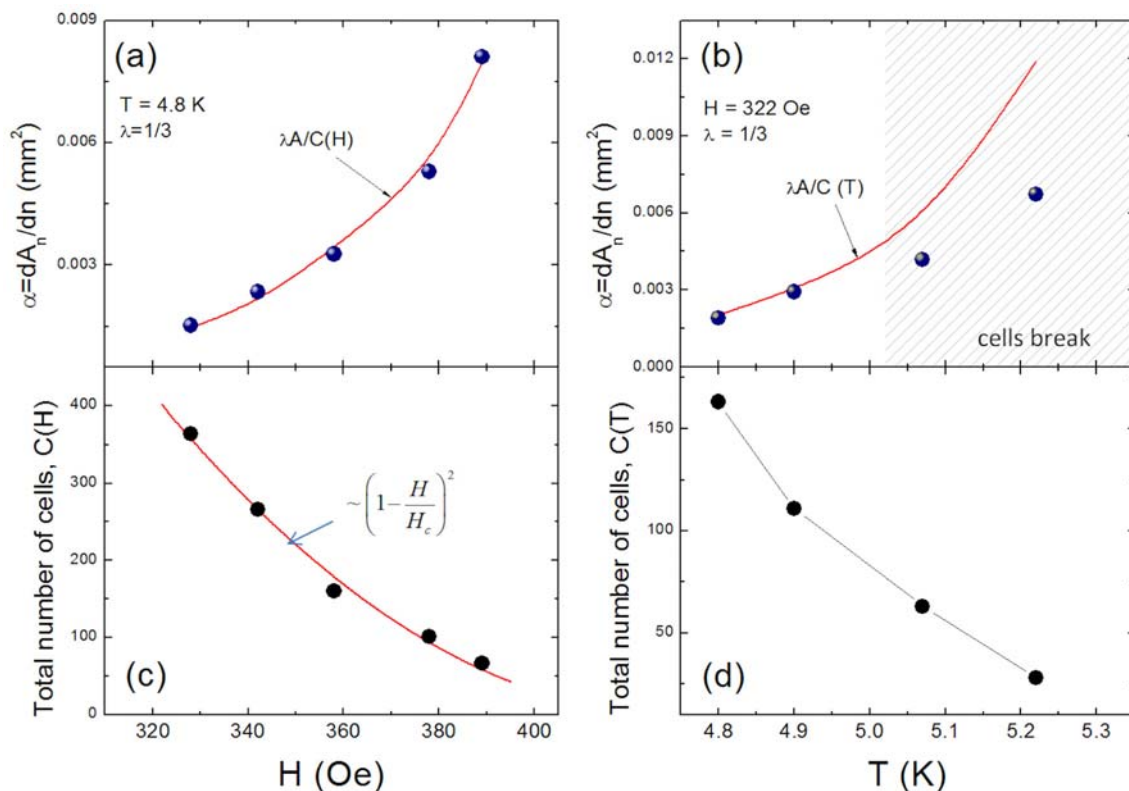 (a)
T = 4.8 K
λ=1/3
λA/C(H)
α=dAₙ/dn (mm²)
0.009
0.006
0.003
(b)
H = 322 Oe
λ = 1/3
λA/C (T)
cells break
α=dAₙ/dn (mm²)
0.012
0.009
0.006
0.003
0.000
(c)
~(1-H/H_c)²
Total number of cells, C(H)
400
300
200
100
0
320 340 360 380 400
H (Oe)
(d)
Total number of cells, C(T)
150
100
50
4.8 4.9 5.0 5.1 5.2 5.3
T (K)